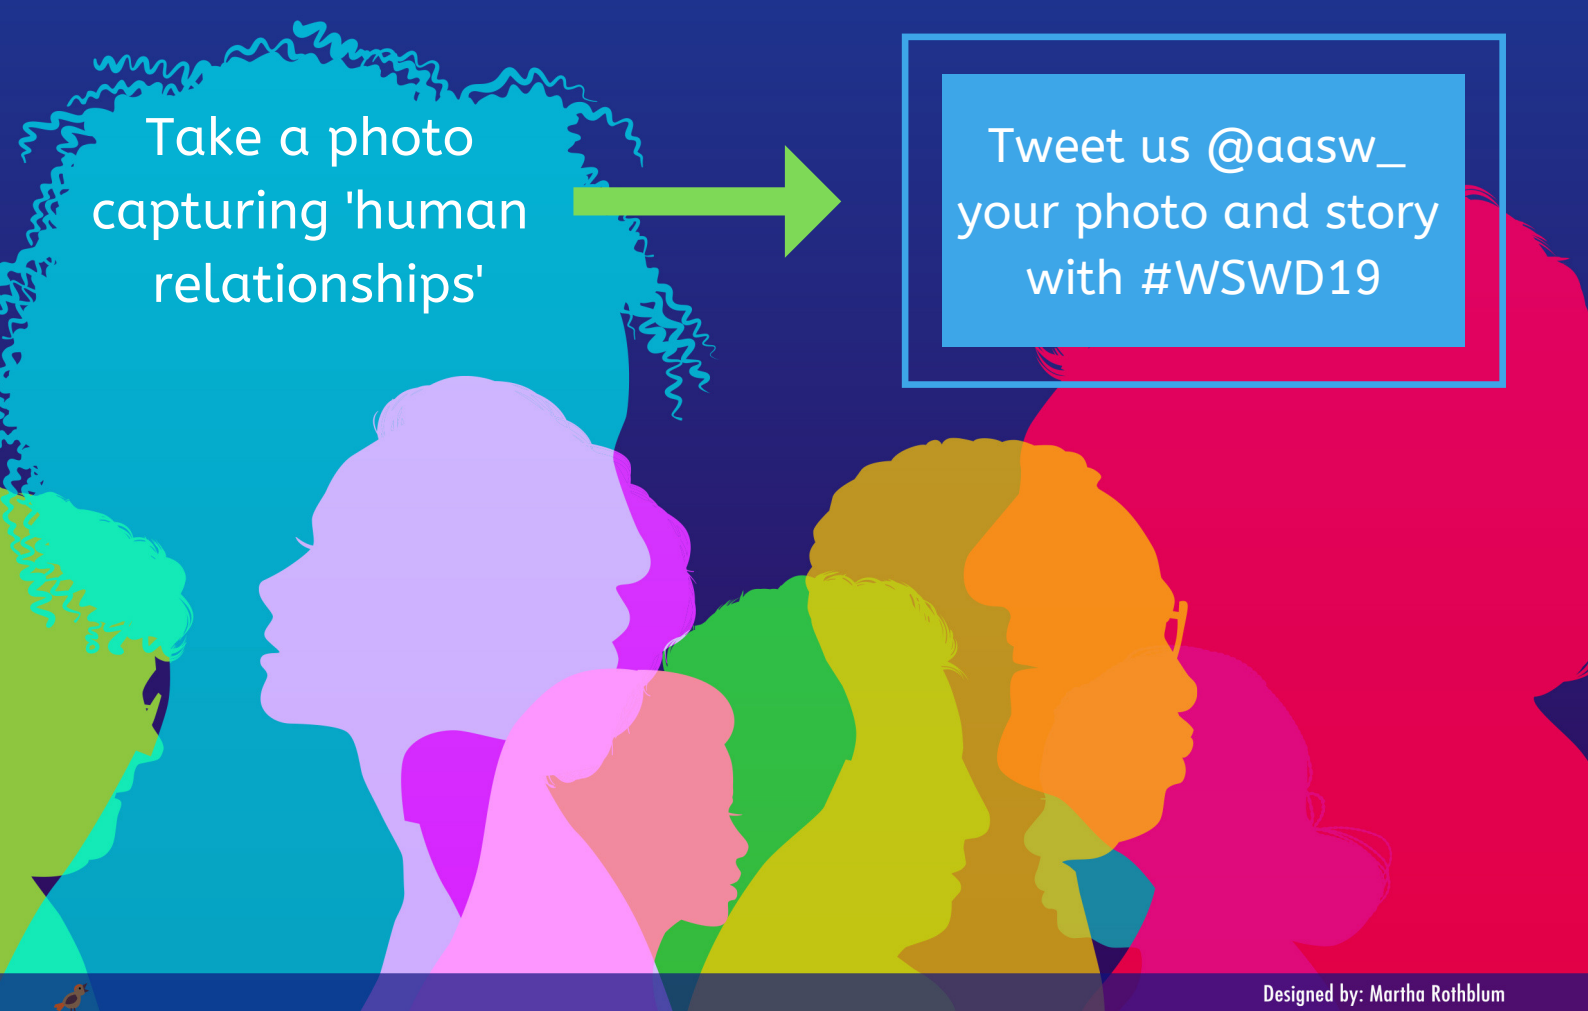 Take a photo
capturing 'human
relationships'
Tweet us @aasw_
your photo and story
with #WSWD19
Designed by: Martha Rothblum